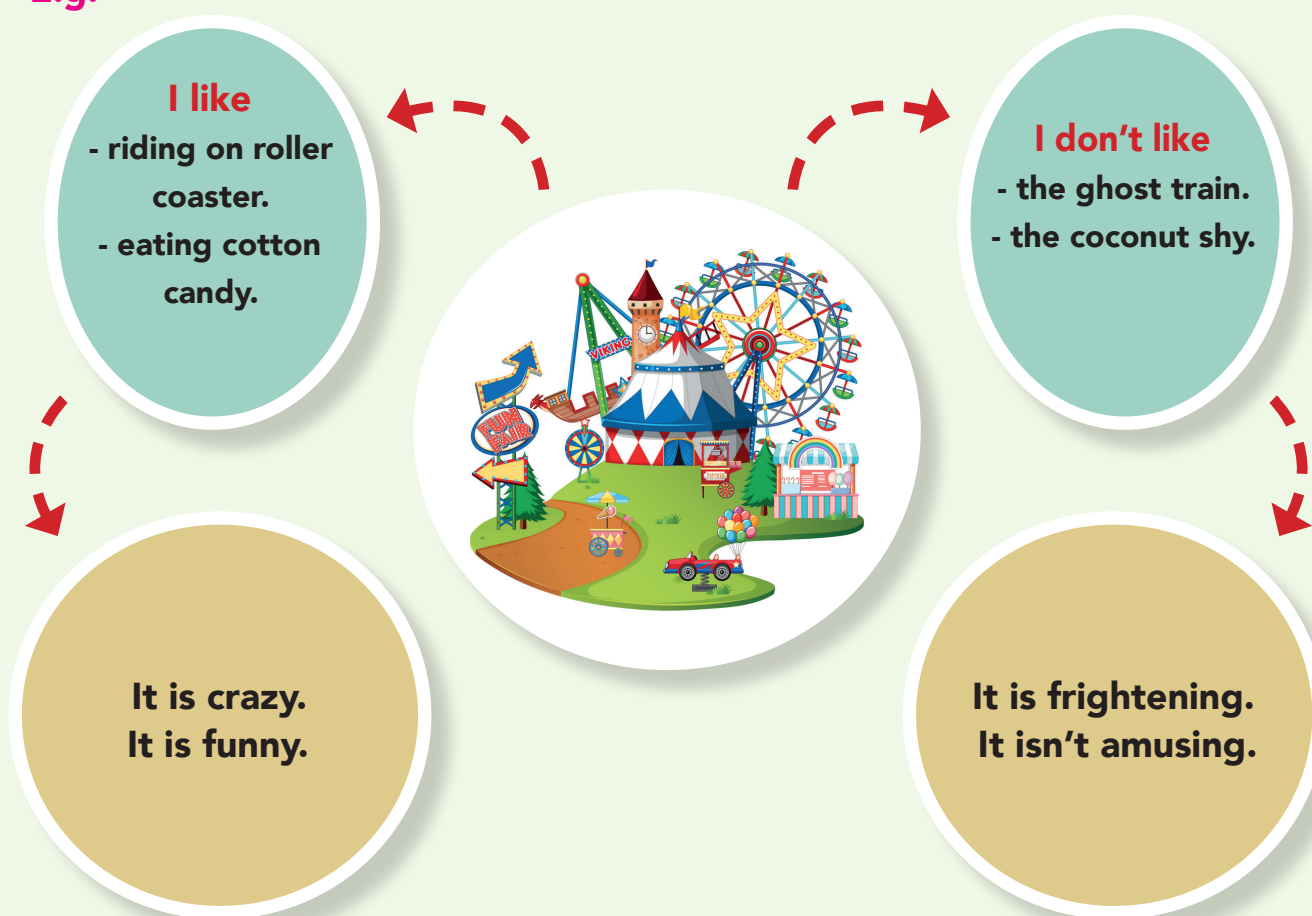 E.g.
I like
- riding on roller
coaster.
- eating cotton
candy.
I don't like
- the ghost train.
- the coconut shy.
VIKING
FUN
FAIR
It is crazy.
It is funny.
It is frightening.
It isn't amusing.